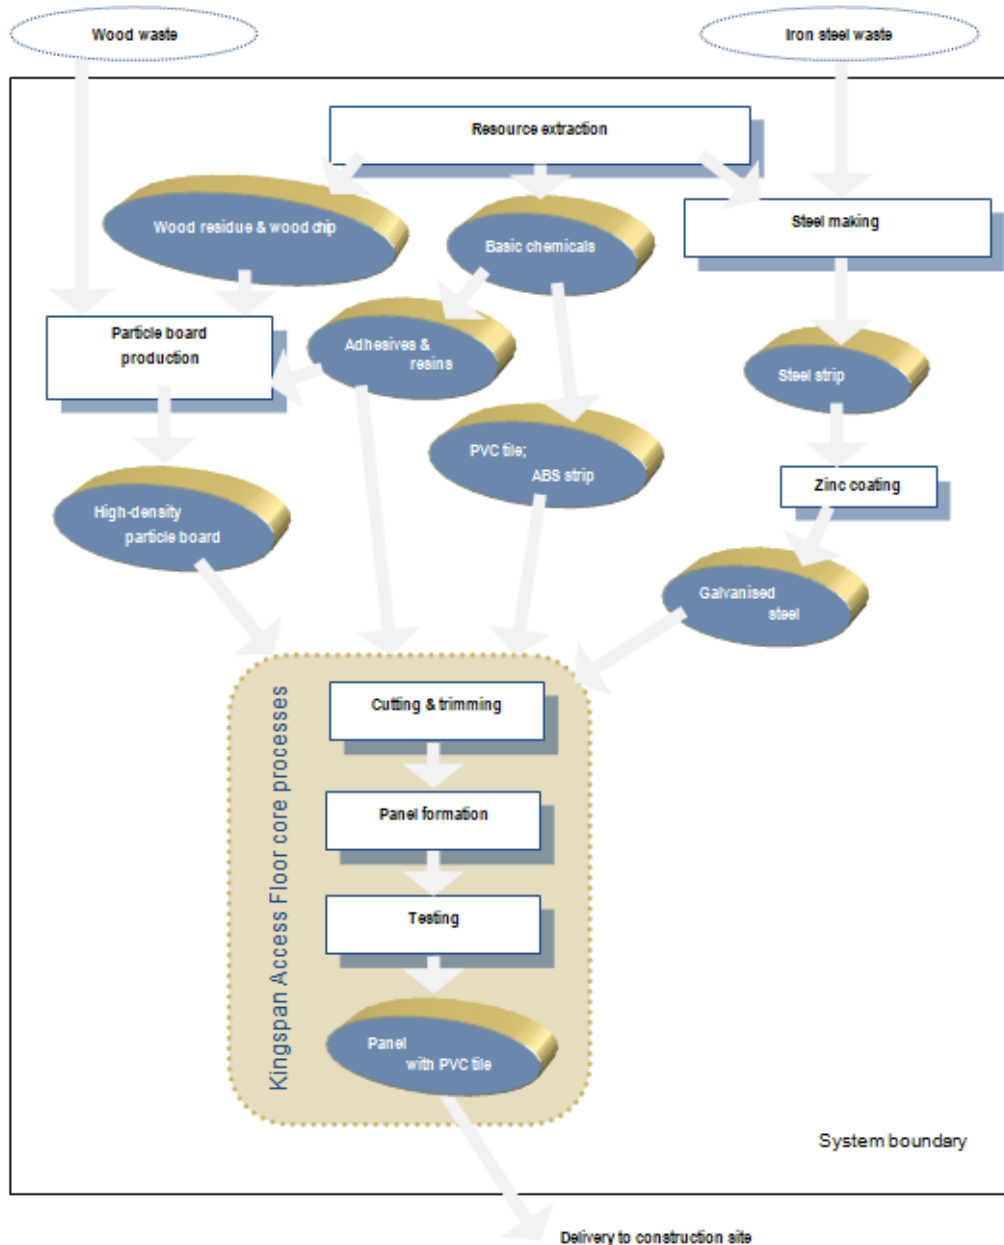 Wood waste
Iron steel waste
Resource extraction
Wood residue & wood chip
Basic chemicals
Steel making
Particle board
production
Adhesives &
resins
Steel strip
PVC tile;
ABS strip
Zinc coating
High-density
particle board
Galvanised
steel
Kingspan Access Floor core processes
Cutting & trimming
Panel formation
Testing
Panel
with PVC tile
System boundary
Delivery to construction site